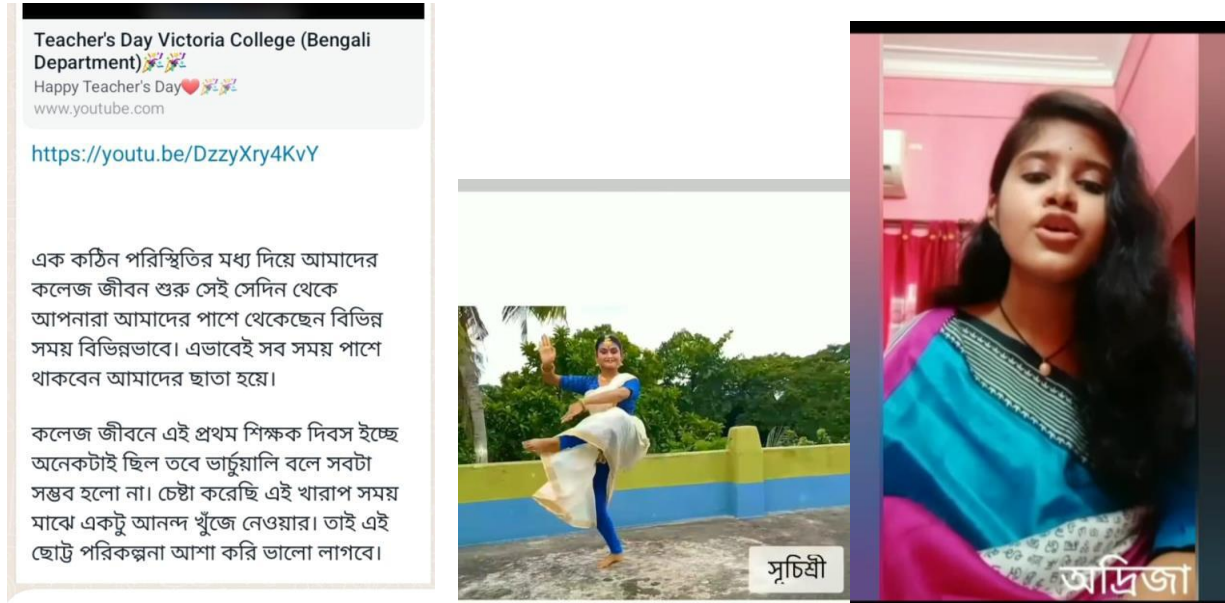 Teacher's Day Victoria College (Bengali
Department)🎉🎉
Happy Teacher's Day❤️🎉🎉
www.youtube.com
https://youtu.be/DzzyXry4KvY
এক কঠিন পরিস্থিতির মধ্য দিয়ে আমাদের
কলেজ জীবন শুরু সেই সেদিন থেকে
আপনারা আমাদের পাশে থেকেছেন বিভিন্ন
সময় বিভিন্নভাবে। এভাবেই সব সময় পাশে
থাকবেন আমাদের ছাতা হয়ে।
কলেজ জীবনে এই প্রথম শিক্ষক দিবস ইচ্ছে
অনেকটাই ছিল তবে ভার্চুয়ালি বলে সবটা
সম্ভব হলো না। চেষ্টা করেছি এই খারাপ সময়
মাঝে একটু আনন্দ খুঁজে নেওয়ার। তাই এই
ছোট্ট পরিকল্পনা আশা করি ভালো লাগবে।
সূচিশ্রী
অদ্রিজা